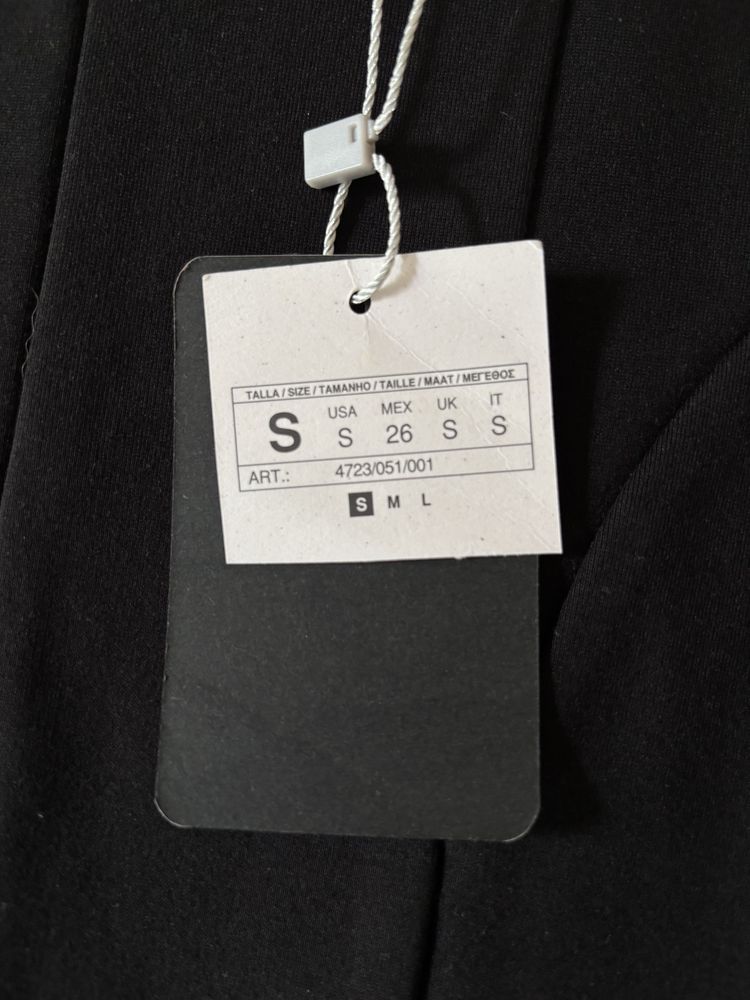 TALLA / SIZE / TAMANHO / TAILLE / MAAT / ΜΕΓΕΘΟΣ
S USA S MEX 26 UK S IT S
ART.: 4723/051/001
S M L